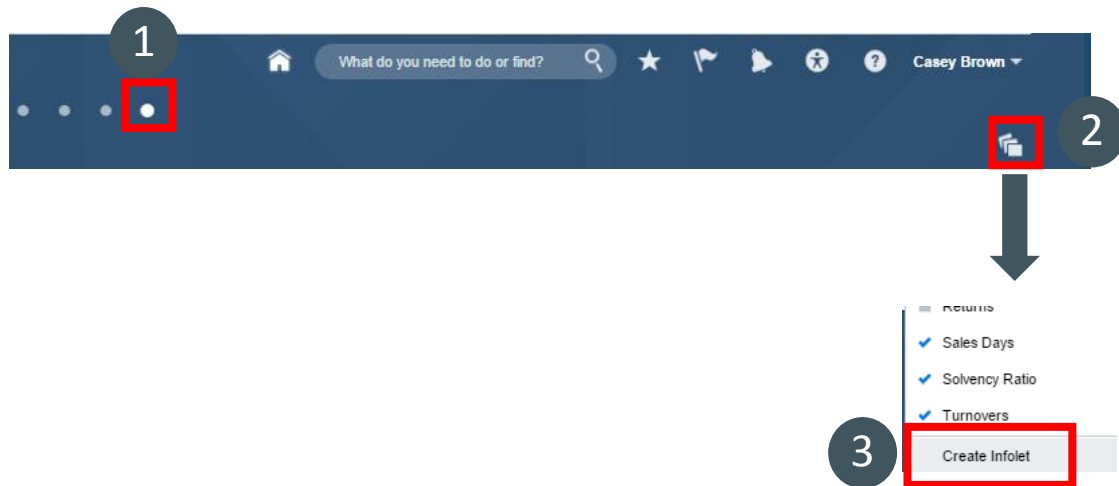 1
What do you need to do or find?
? Casey Brown
2
Returns
Sales Days
Solvency Ratio
Turnovers
3
Create Infolet